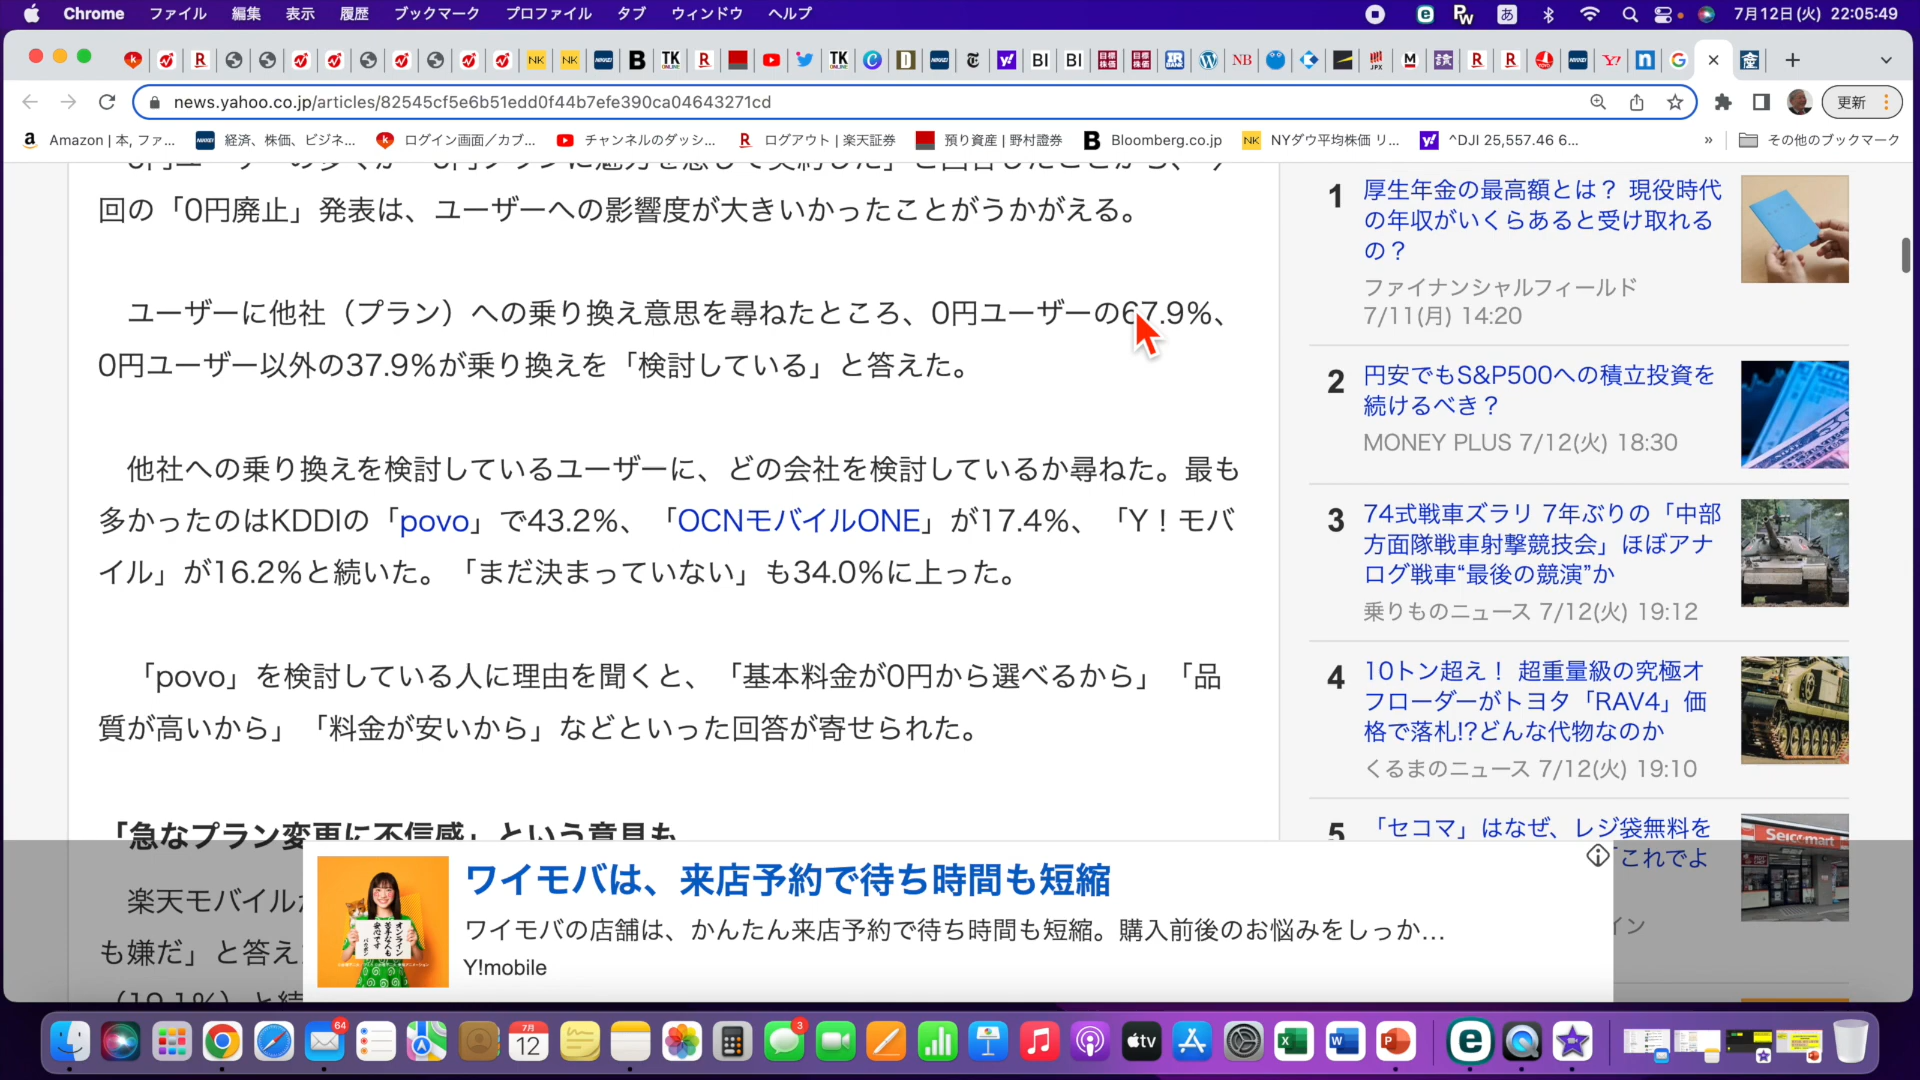 Chrome ファイル 編集 表示 履歴 ブックマーク プロファイル タブ ウィンドウ ヘルプ
7月12日(火) 22:05:49
news.yahoo.co.jp/articles/82545cf5e6b51edd0f44b7efe390ca04643271cd
更新
Amazon | 本, ファ...
経済、株価、ビジネ...
ログイン画面／カブ...
チャンネルのダッシ...
ログアウト | 楽天証券
預り資産 | 野村證券
Bloomberg.co.jp
NYダウ平均株価 リ...
^DJI 25,557.46 6...
»
その他のブックマーク
回の「0円廃止」発表は、ユーザーへの影響度が大きいかったことがうかがえる。
ユーザーに他社（プラン）への乗り換え意思を尋ねたところ、0円ユーザーの67.9%、
0円ユーザー以外の37.9%が乗り換えを「検討している」と答えた。
他社への乗り換えを検討しているユーザーに、どの会社を検討しているか尋ねた。最も
多かったのはKDDIの「povo」で43.2%、「OCNモバイルONE」が17.4%、「Y！モバ
イル」が16.2%と続いた。「まだ決まっていない」も34.0%に上った。
「povo」を検討している人に理由を聞くと、「基本料金が0円から選べるから」「品
質が高いから」「料金が安いから」などといった回答が寄せられた。
「急なプラン変更に不信感」という意見も
楽天モバイルが
も嫌だ」と答え
1
厚生年金の最高額とは？ 現役時代
の年収がいくらあると受け取れる
の？
ファイナンシャルフィールド
7/11(月) 14:20
2
円安でもS&P500への積立投資を
続けるべき？
MONEY PLUS 7/12(火) 18:30
3
74式戦車ズラリ 7年ぶりの「中部
方面隊戦車射撃競技会」ほぼアナ
ログ戦車“最後の競演”か
乗りものニュース 7/12(火) 19:12
4
10トン超え！ 超重量級の究極オ
フローダーがトヨタ「RAV4」価
格で落札!?どんな代物なのか
くるまのニュース 7/12(火) 19:10
5
「セコマ」はなぜ、レジ袋無料を
「これでよ
イン
Seicomart
ワイモバは、来店予約で待ち時間も短縮
ワイモバの店舗は、かんたん来店予約で待ち時間も短縮。購入前後のお悩みをしっか...
Y!mobile
64
7月
12
3
tv